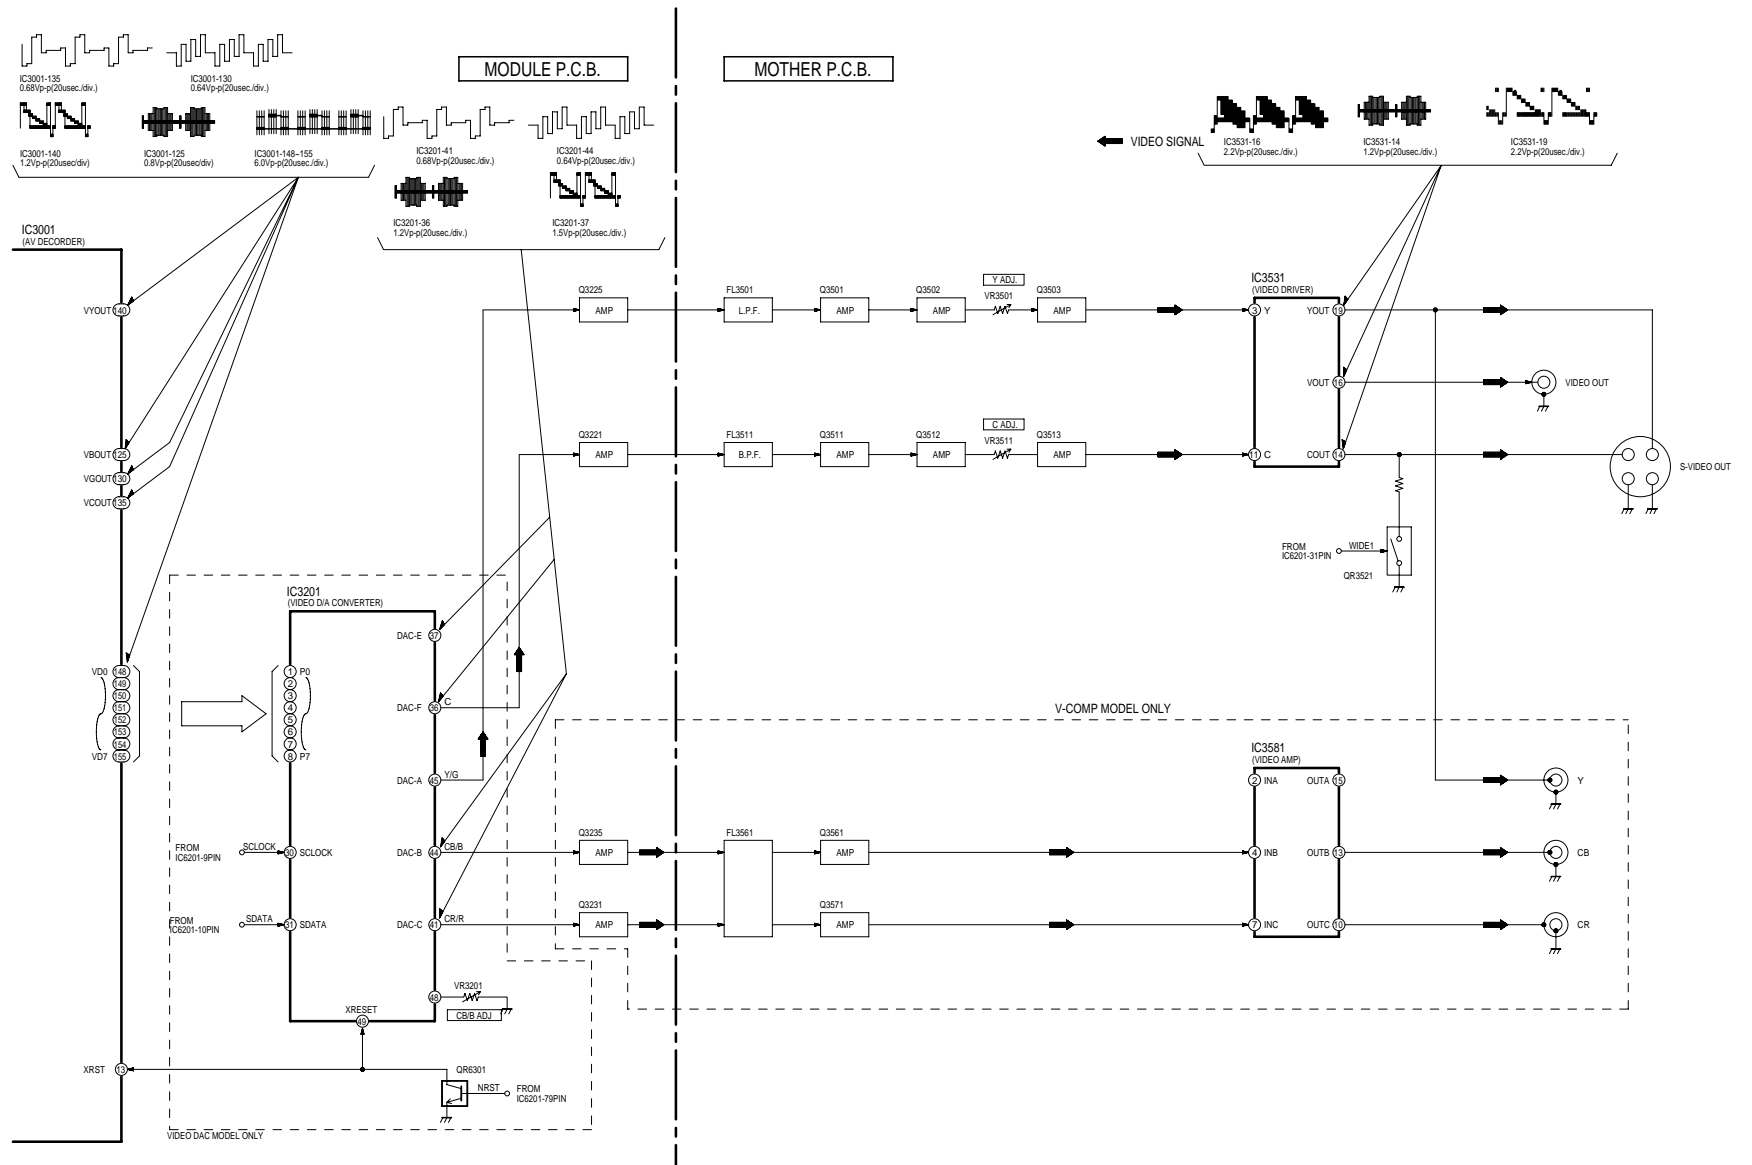 MODULE P.C.B.
MOTHER P.C.B.
IC3001-135
0.68Vp-p(20usec./div.)
IC3001-130
0.64Vp-p(20usec./div.)
IC3001-140
1.2Vp-p(20usec/div)
IC3001-125
0.8Vp-p(20usec/div)
IC3001-148~155
6.0Vp-p(20usec./div.)
IC3201-41
0.68Vp-p(20usec./div.)
IC3201-44
0.64Vp-p(20usec./div.)
IC3201-36
1.2Vp-p(20usec./div.)
IC3201-37
1.5Vp-p(20usec./div.)
VIDEO SIGNAL
IC3531-16
2.2Vp-p(20usec./div.)
IC3531-14
1.2Vp-p(20usec./div.)
IC3531-19
2.2Vp-p(20usec./div.)
IC3001
(AV DECORDER)
VYOUT 140
VBOUT 125
VGOUT 130
VCOUT 135
VD0 148
149
150
151
152
153
154
VD7 155
XRST 13
Q3225
AMP
FL3501
L.P.F.
Q3501
AMP
Q3502
AMP
Y ADJ.
VR3501
Q3503
AMP
Q3221
AMP
FL3511
B.P.F.
Q3511
AMP
Q3512
AMP
C ADJ.
VR3511
Q3513
AMP
IC3531
(VIDEO DRIVER)
3 Y
YOUT 19
VOUT 16
11 C
COUT 14
VIDEO OUT
S-VIDEO OUT
FROM
IC6201-31PIN
WIDE1
QR3521
IC3201
(VIDEO D/A CONVERTER)
1 P0
2
3
4
5
6
7
8 P7
DAC-E 37
DAC-F 36 C
DAC-A 45 Y/G
DAC-B 44 CB/B
DAC-C 41 CR/R
FROM
IC6201-9PIN
SCLOCK
30 SCLOCK
FROM
IC6201-10PIN
SDATA
31 SDATA
48
VR3201
CB/B ADJ
XRESET
49
QR6301
NRST
FROM
IC6201-79PIN
VIDEO DAC MODEL ONLY
V-COMP MODEL ONLY
Q3235
AMP
Q3231
AMP
FL3561
Q3561
AMP
Q3571
AMP
IC3581
(VIDEO AMP)
2 INA
OUTA 15
4 INB
OUTB 13
7 INC
OUTC 10
Y
CB
CR